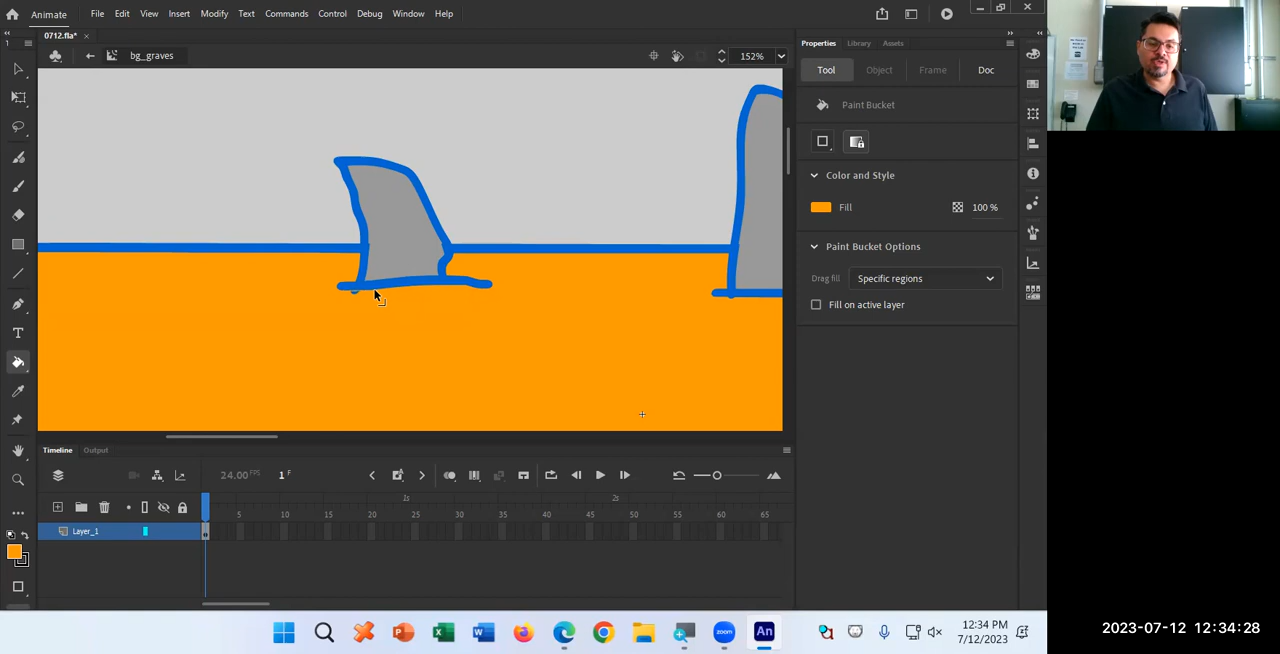 Animate
File Edit View Insert Modify Text Commands Control Debug Window Help
0712.fla* ×
bg_graves
152%
Properties Library Assets
Tool Object Frame Doc
Paint Bucket
Color and Style
Fill 100 %
Paint Bucket Options
Drag fill Specific regions
Fill on active layer
Timeline Output
24.00 FPS 1 F
1s 2s
5 10 15 20 25 30 35 40 45 50 55 60 65
Layer_1
12:34 PM
7/12/2023
2023-07-12 12:34:28